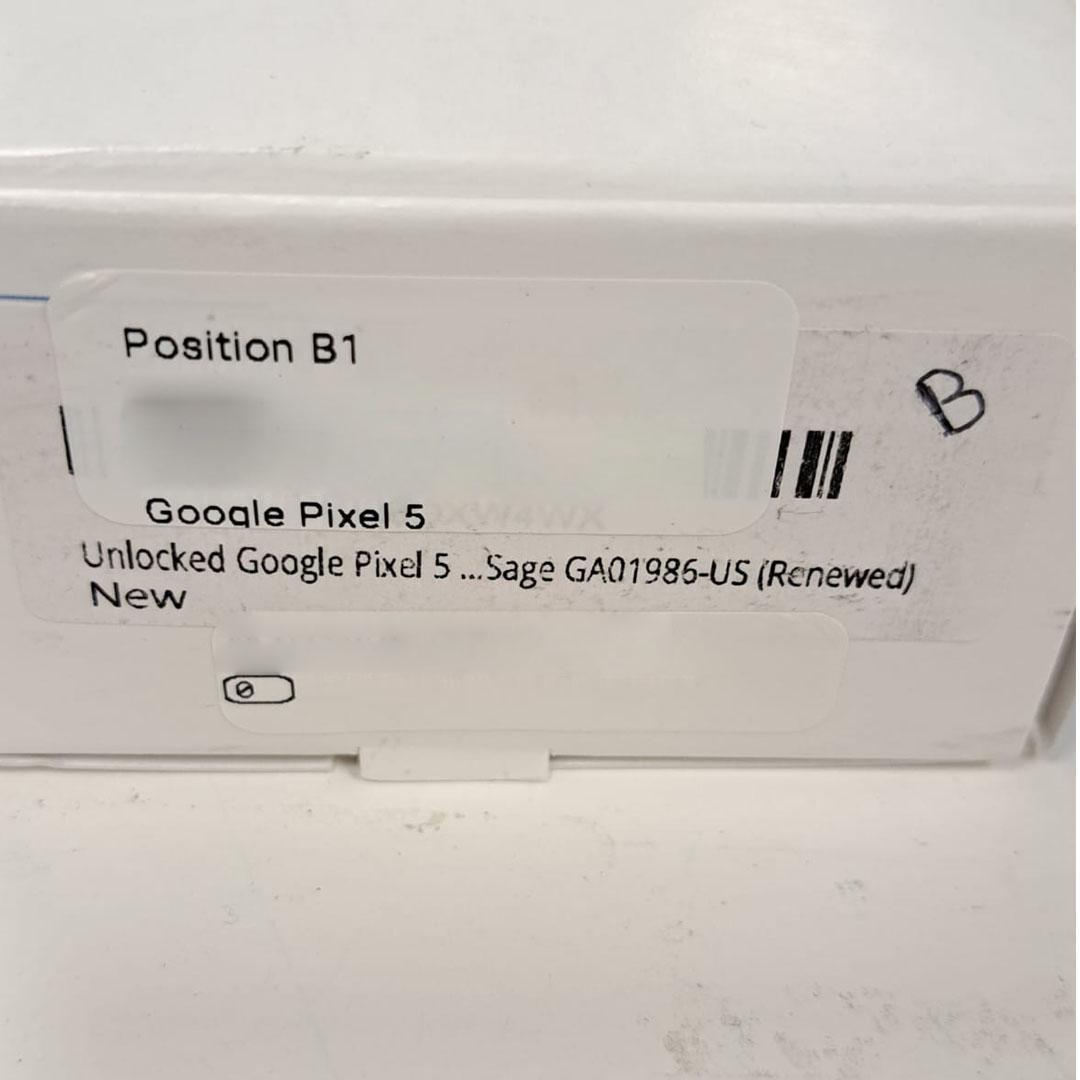 Position B1
B
Google Pixel 5
Unlocked Google Pixel 5 ...Sage GA01986-US (Renewed)
New